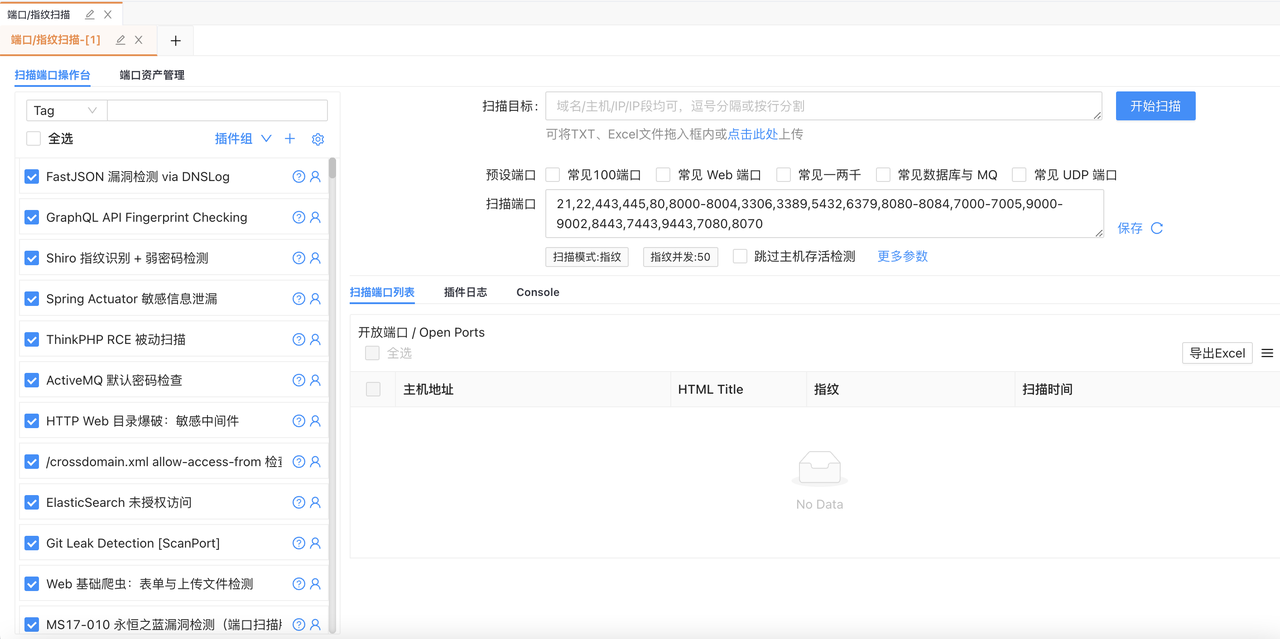 端口/指纹扫描
端口/指纹扫描-[1]
扫描端口操作台 端口资产管理
Tag
全选 插件组
FastJSON 漏洞检测 via DNSLog
GraphQL API Fingerprint Checking
Shiro 指纹识别 + 弱密码检测
Spring Actuator 敏感信息泄漏
ThinkPHP RCE 被动扫描
ActiveMQ 默认密码检查
HTTP Web 目录爆破：敏感中间件
/crossdomain.xml allow-access-from 检
ElasticSearch 未授权访问
Git Leak Detection [ScanPort]
Web 基础爬虫：表单与上传文件检测
MS17-010 永恒之蓝漏洞检测（端口扫描
扫描目标: 域名/主机/IP/IP段均可，逗号分隔或按行分割 开始扫描
可将TXT、Excel文件拖入框内或点击此处上传
预设端口 常见100端口 常见 Web 端口 常见一两千 常见数据库与 MQ 常见 UDP 端口
扫描端口 21,22,443,445,80,8000-8004,3306,3389,5432,6379,8080-8084,7000-7005,9000-
9002,8443,7443,9443,7080,8070
保存
扫描模式:指纹 指纹并发:50 跳过主机存活检测 更多参数
扫描端口列表 插件日志 Console
开放端口 / Open Ports
全选 导出Excel
主机地址 HTML Title 指纹 扫描时间
No Data